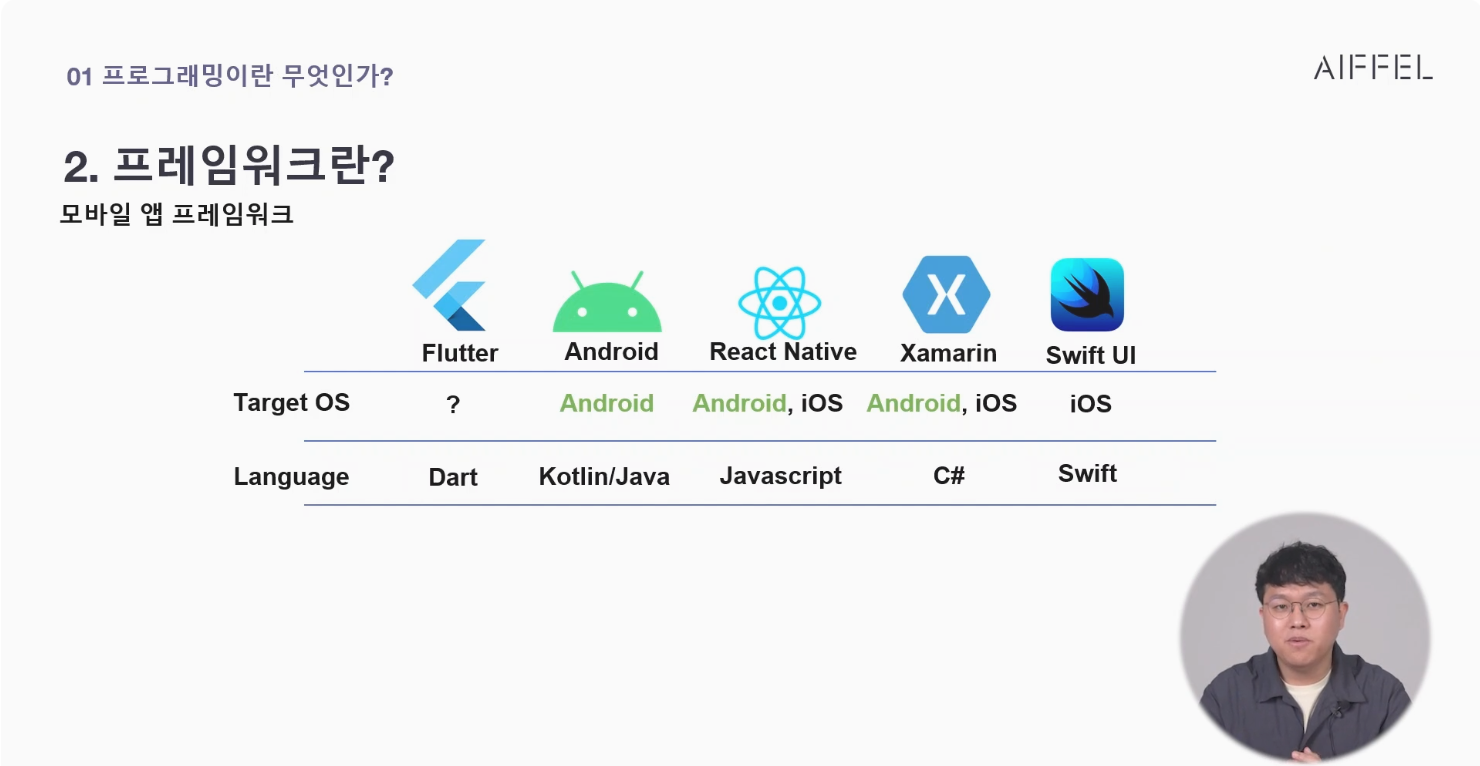 01 프로그래밍이란 무엇인가?
AIFFEL
2. 프레임워크란?
모바일 앱 프레임워크
Flutter Android React Native Xamarin Swift UI
Target OS ? Android Android, iOS Android, iOS iOS
Language Dart Kotlin/Java Javascript C# Swift